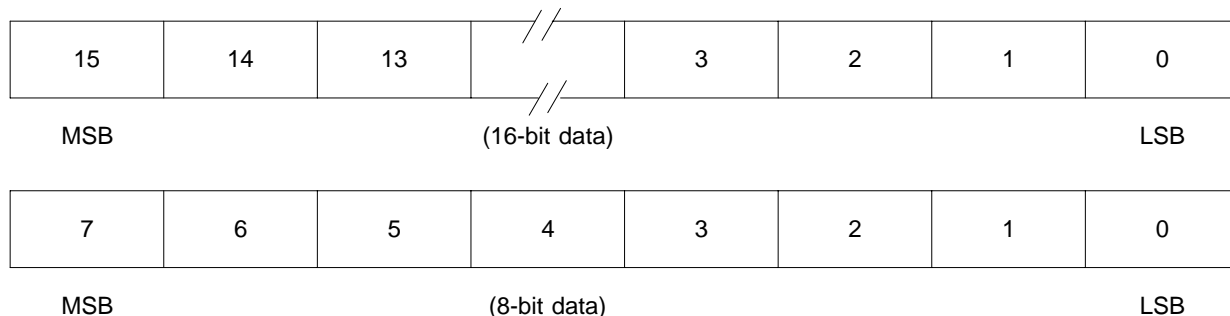 15 14 13 3 2 1 0
MSB (16-bit data) LSB
7 6 5 4 3 2 1 0
MSB (8-bit data) LSB